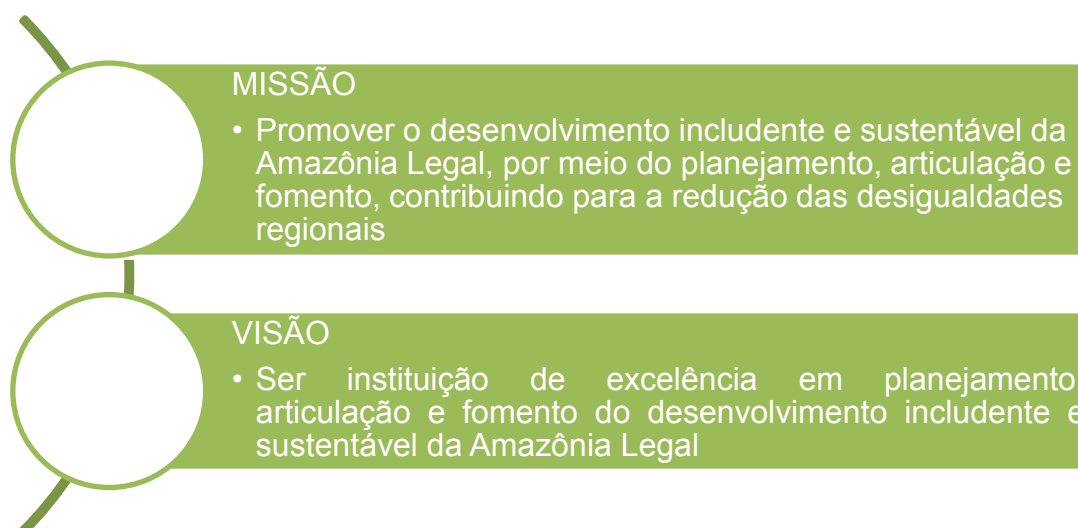 MISSÃO
• Promover o desenvolvimento includente e sustentável da
Amazônia Legal, por meio do planejamento, articulação e
fomento, contribuindo para a redução das desigualdades
regionais
VISÃO
• Ser instituição de excelência em planejamento
articulação e fomento do desenvolvimento includente e
sustentável da Amazônia Legal